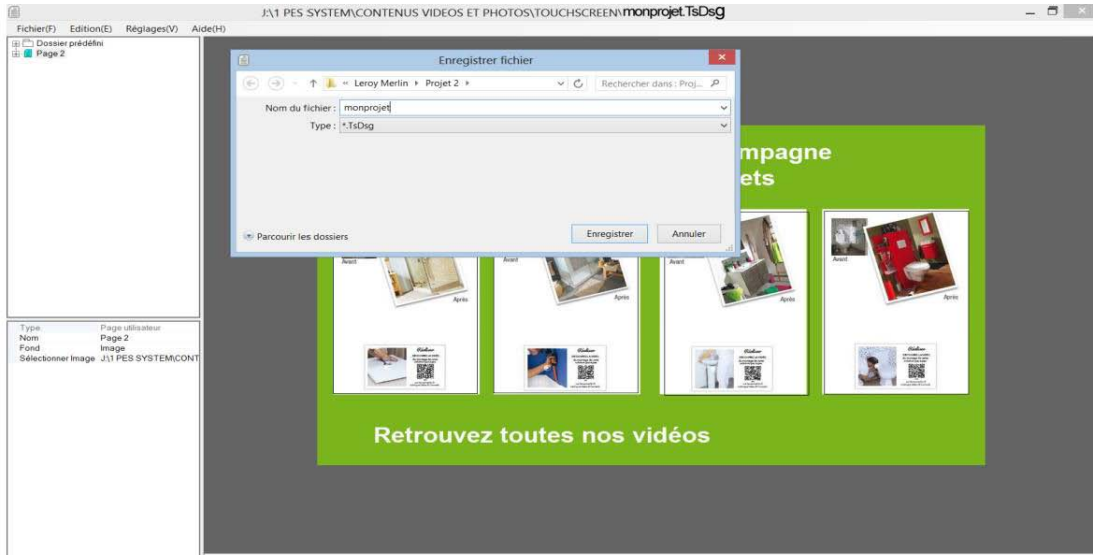 J:\1 PES SYSTEM\CONTENUS VIDEOS ET PHOTOS\TOUCHSCREEN\monprojet.TsDsg
Fichier(F) Edition(E) Réglages(V) Aide(H)
Dossier prédéfini
Page 2
Enregistrer fichier
« Leroy Merlin Projet 2
Rechercher dans : Proj...
Nom du fichier : monprojet
Type : *.TsDsg
Parcourir les dossiers
Enregistrer Annuler
mpagne
ets
Avant
Après
Avant
Après
Avant
Après
Avant
Après
Type Page utilisateur
Nom Page 2
Fond Image
Sélectionner Image J:\1 PES SYSTEM\CONT
Retrouvez toutes nos vidéos